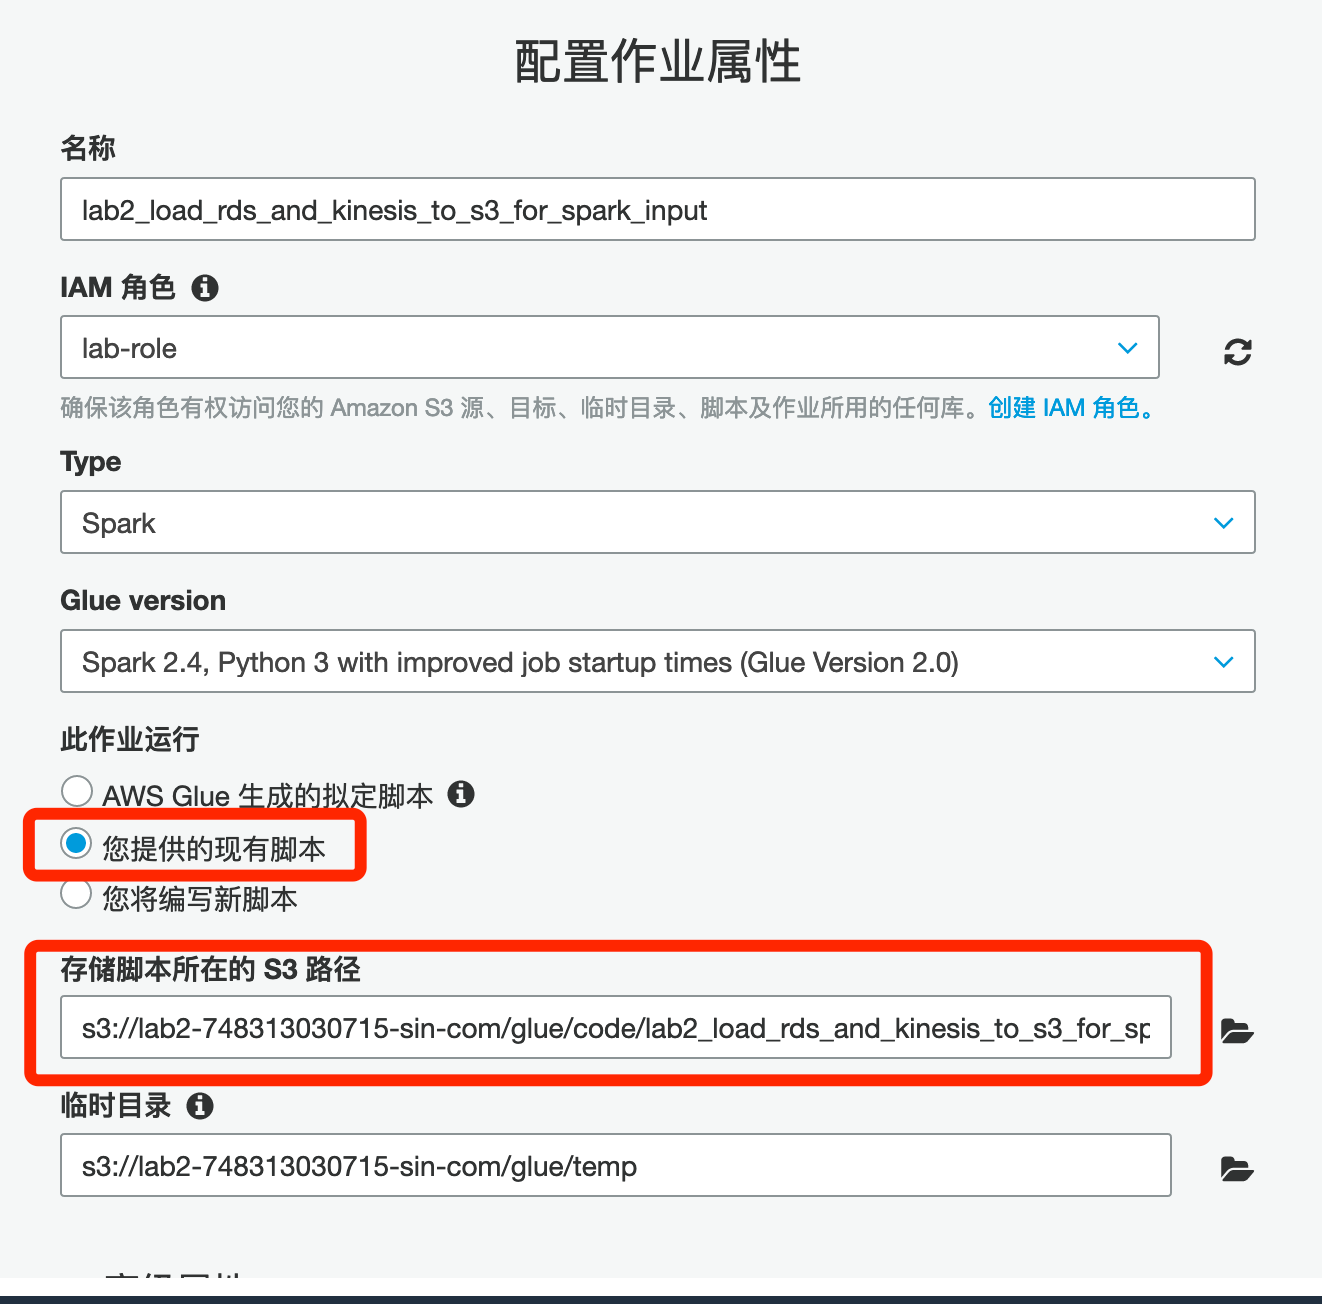 配置作业属性
名称
lab2_load_rds_and_kinesis_to_s3_for_spark_input
IAM 角色
lab-role
确保该角色有权访问您的 Amazon S3 源、目标、临时目录、脚本及作业所用的任何库。创建 IAM 角色。
Type
Spark
Glue version
Spark 2.4, Python 3 with improved job startup times (Glue Version 2.0)
此作业运行
AWS Glue 生成的拟定脚本
您提供的现有脚本
您将编写新脚本
存储脚本所在的 S3 路径
s3://lab2-748313030715-sin-com/glue/code/lab2_load_rds_and_kinesis_to_s3_for_sp
临时目录
s3://lab2-748313030715-sin-com/glue/temp